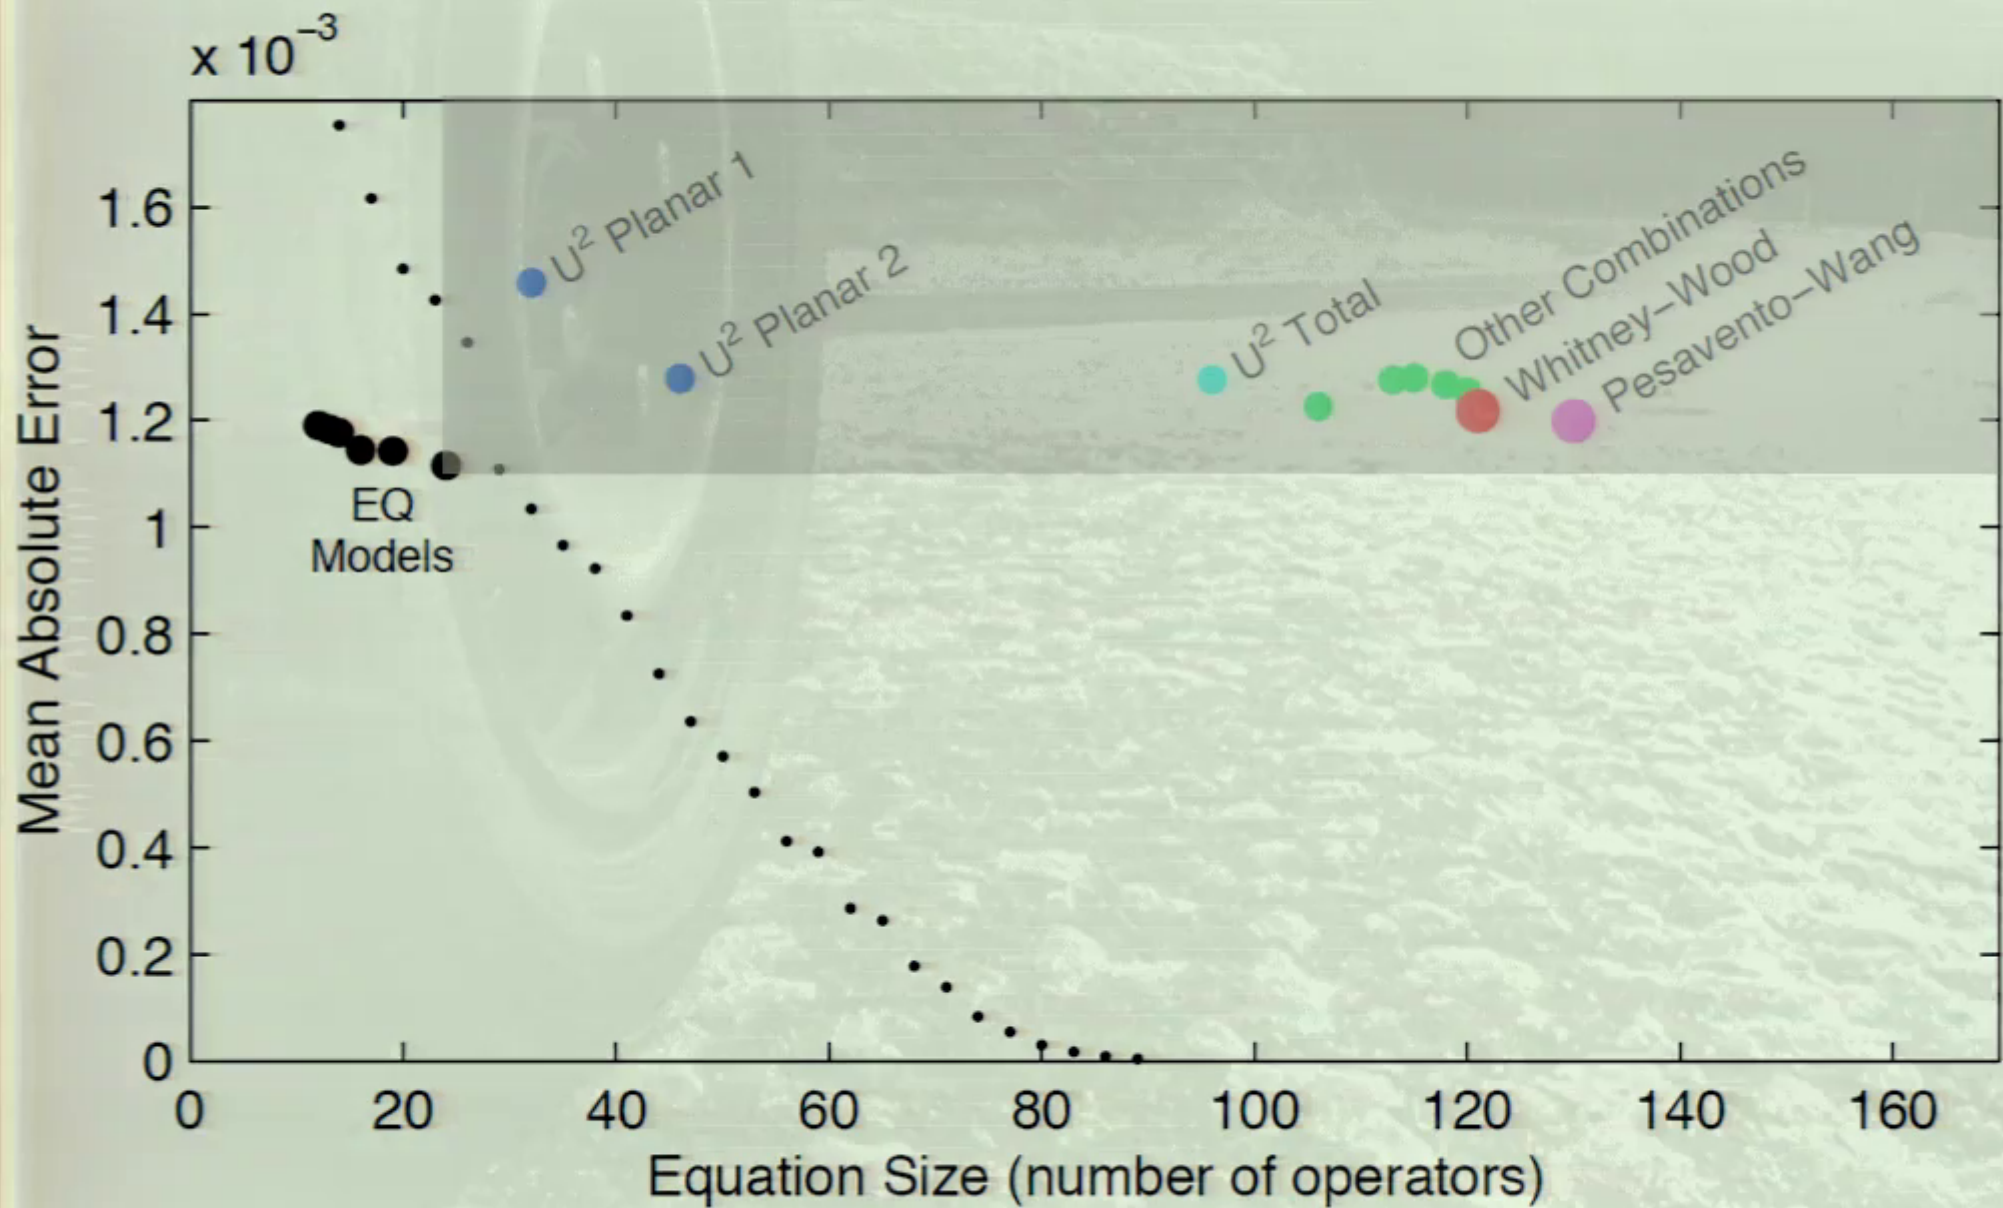 x 10⁻³
1.6
1.4
1.2
1
0.8
0.6
0.4
0.2
0
Mean Absolute Error
U² Planar 1
U² Planar 2
U² Total
Other Combinations
Whitney–Wood
Pesavento–Wang
EQ
Models
0 20 40 60 80 100 120 140 160
Equation Size (number of operators)